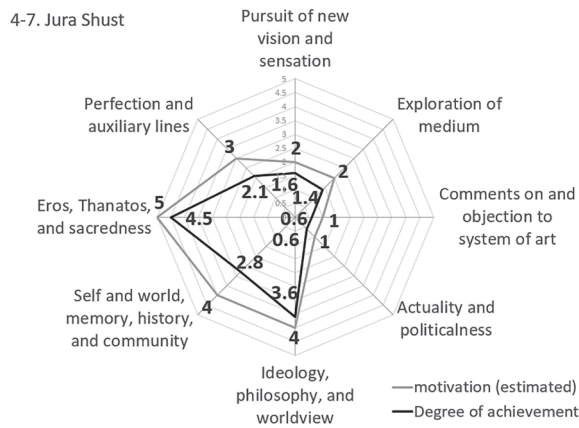 4-7. Jura Shust
Pursuit of new
vision and
sensation
Perfection and
auxiliary lines
Exploration of
medium
Eros, Thanatos,
and sacredness
Comments on and
objection to
system of art
Self and world,
memory, history,
and community
Actuality and
politicalness
Ideology,
philosophy, and
worldview
5
4.5
4
3.5
3
2.5
2
0.5
2
2
1
1
4
4
5
3
1.6
1.4
0.6
0.6
3.6
2.8
4.5
2.1
motivation (estimated)
Degree of achievement